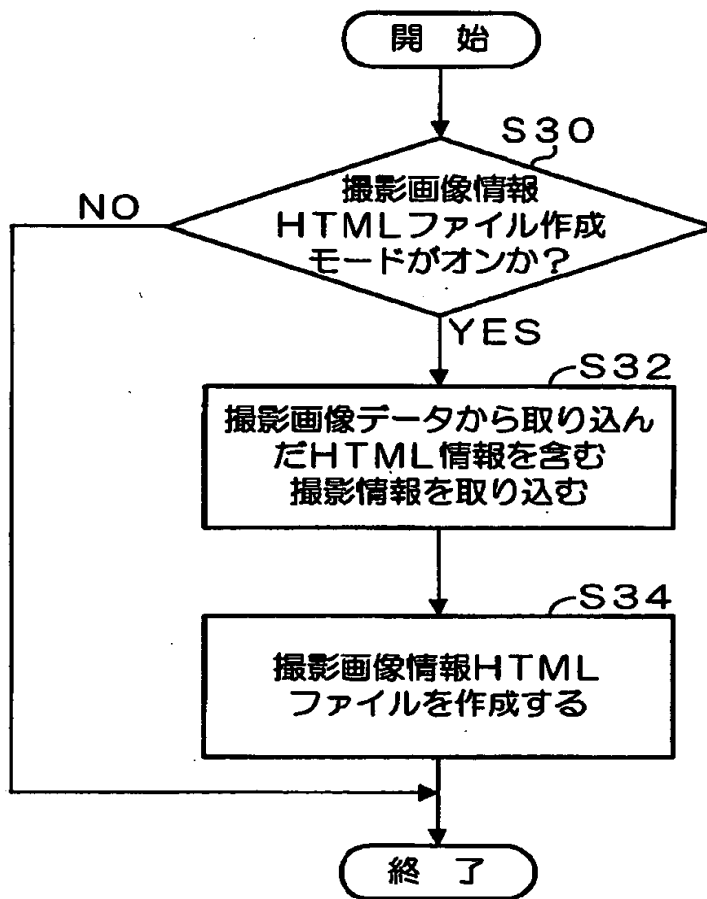 開 始
S30
撮影画像情報
HTMLファイル作成
モードがオンか?
NO
YES
S32
撮影画像データから取り込ん
だHTML情報を含む
撮影情報を取り込む
S34
撮影画像情報HTML
ファイルを作成する
終 了